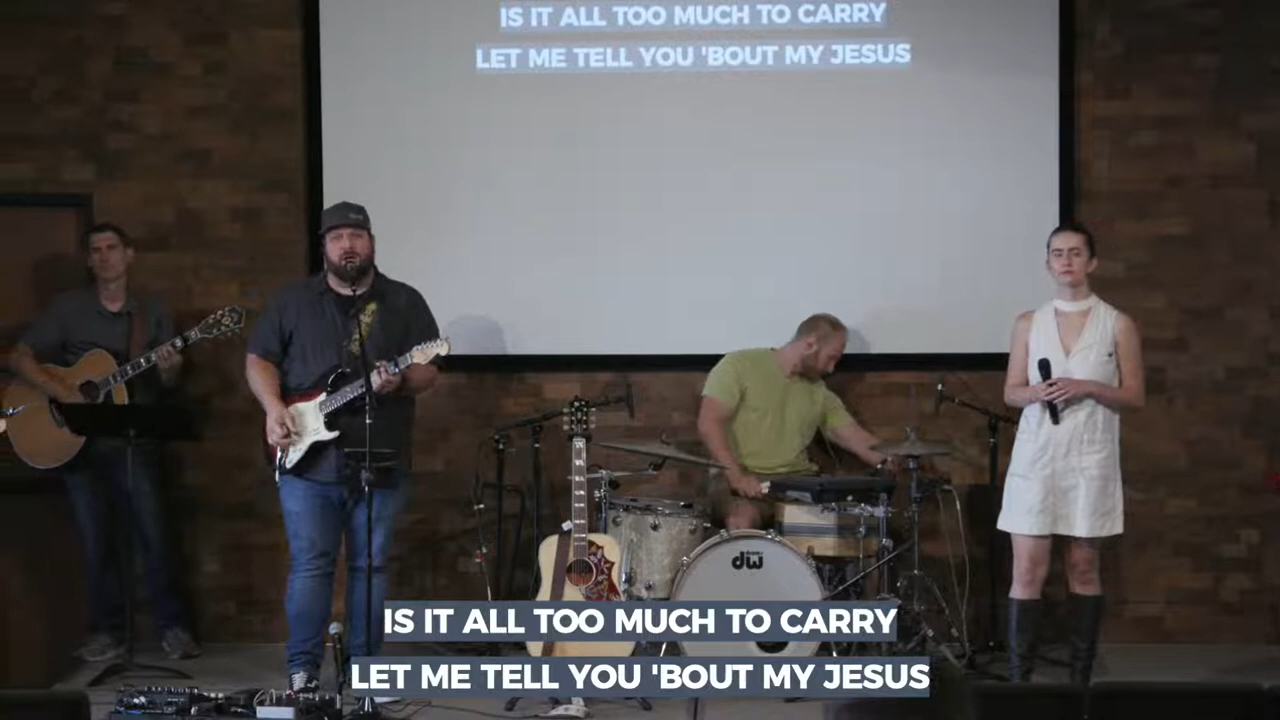 IS IT ALL TOO MUCH TO CARRY
LET ME TELL YOU 'BOUT MY JESUS
dw
IS IT ALL TOO MUCH TO CARRY
LET ME TELL YOU 'BOUT MY JESUS